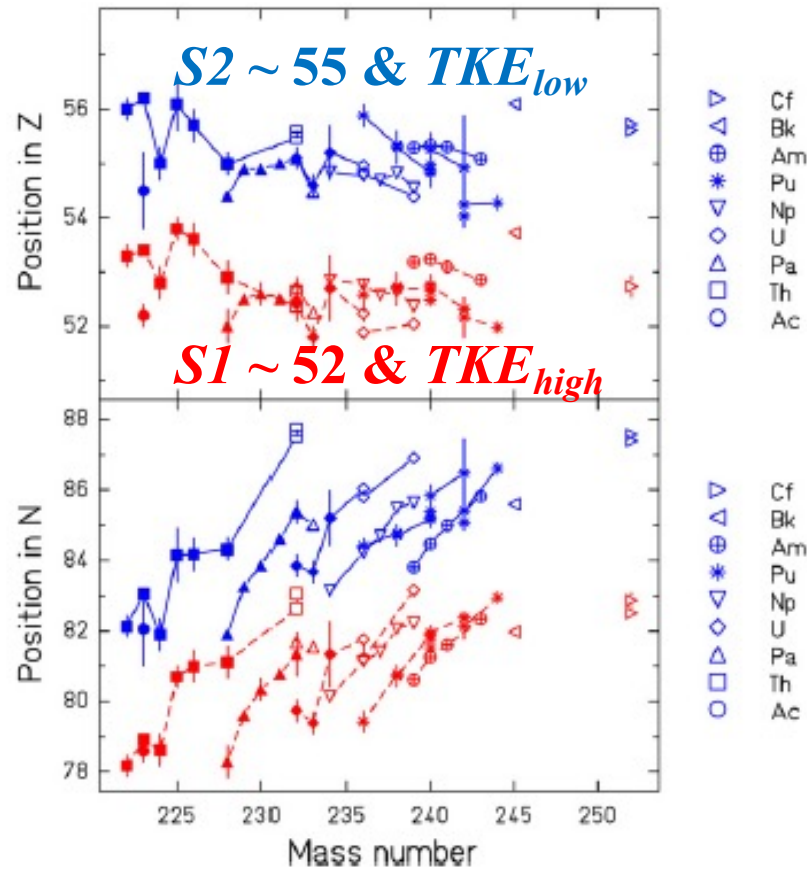 S2 ~ 55 & TKE_low
56
54
52
Position in Z
S1 ~ 52 & TKE_high
Cf
Bk
Am
Pu
Np
U
Pa
Th
Ac
88
86
84
82
80
78
Position in N
Cf
Bk
Am
Pu
Np
U
Pa
Th
Ac
225 230 235 240 245 250
Mass number